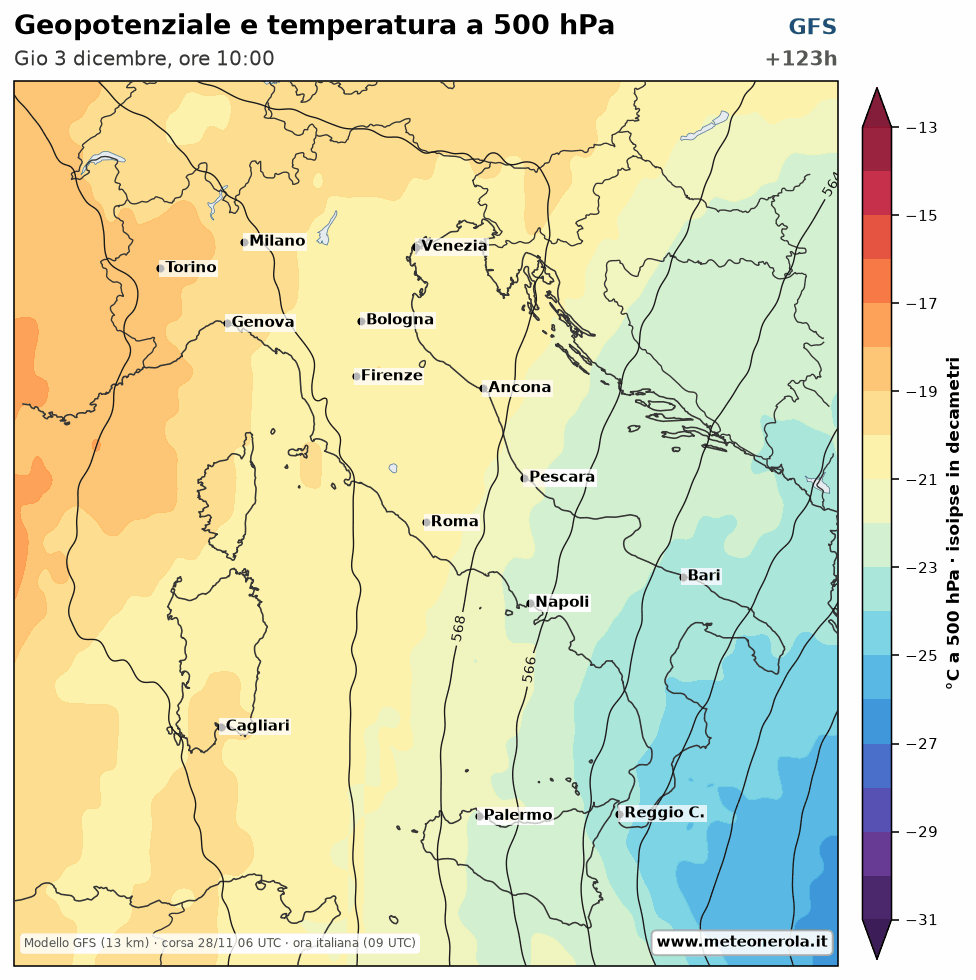 Geopotenziale e temperatura a 500 hPa
GFS
Gio 3 dicembre, ore 10:00
+123h
564
Milano
Venezia
Torino
Genova
Bologna
Firenze
Ancona
Pescara
Roma
Bari
Napoli
568
566
Cagliari
Palermo
Reggio C.
−13
−15
−17
−19
−21
−23
−25
−27
−29
−31
°C a 500 hPa · isoipse in decametri
Modello GFS (13 km) · corsa 28/11 06 UTC · ora italiana (09 UTC)
www.meteonerola.it